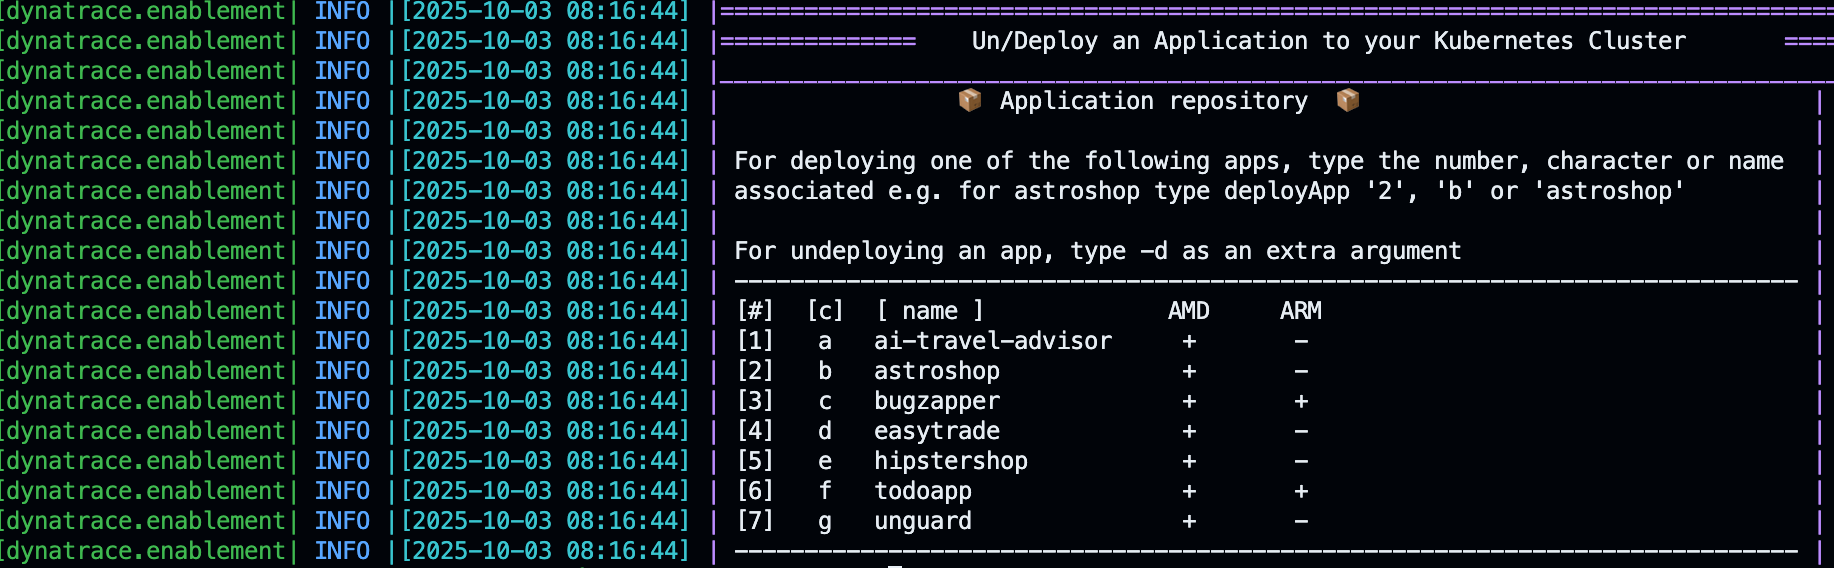 [dynatrace.enablement| INFO |[2025-10-03 08:16:44] |================================================================================
[dynatrace.enablement| INFO |[2025-10-03 08:16:44] |============== Un/Deploy an Application to your Kubernetes Cluster ====
[dynatrace.enablement| INFO |[2025-10-03 08:16:44] |________________________________________________________________________________
[dynatrace.enablement| INFO |[2025-10-03 08:16:44] | 📦 Application repository 📦 |
[dynatrace.enablement| INFO |[2025-10-03 08:16:44] | |
[dynatrace.enablement| INFO |[2025-10-03 08:16:44] | For deploying one of the following apps, type the number, character or name |
[dynatrace.enablement| INFO |[2025-10-03 08:16:44] | associated e.g. for astroshop type deployApp '2', 'b' or 'astroshop' |
[dynatrace.enablement| INFO |[2025-10-03 08:16:44] | |
[dynatrace.enablement| INFO |[2025-10-03 08:16:44] | For undeploying an app, type -d as an extra argument |
[dynatrace.enablement| INFO |[2025-10-03 08:16:44] | ---------------------------------------------------------------------------- |
[dynatrace.enablement| INFO |[2025-10-03 08:16:44] | [#] [c] [ name ] AMD ARM |
[dynatrace.enablement| INFO |[2025-10-03 08:16:44] | [1] a ai-travel-advisor + - |
[dynatrace.enablement| INFO |[2025-10-03 08:16:44] | [2] b astroshop + - |
[dynatrace.enablement| INFO |[2025-10-03 08:16:44] | [3] c bugzapper + + |
[dynatrace.enablement| INFO |[2025-10-03 08:16:44] | [4] d easytrade + - |
[dynatrace.enablement| INFO |[2025-10-03 08:16:44] | [5] e hipstershop + - |
[dynatrace.enablement| INFO |[2025-10-03 08:16:44] | [6] f todoapp + + |
[dynatrace.enablement| INFO |[2025-10-03 08:16:44] | [7] g unguard + - |
[dynatrace.enablement| INFO |[2025-10-03 08:16:44] | ---------------------------------------------------------------------------- |